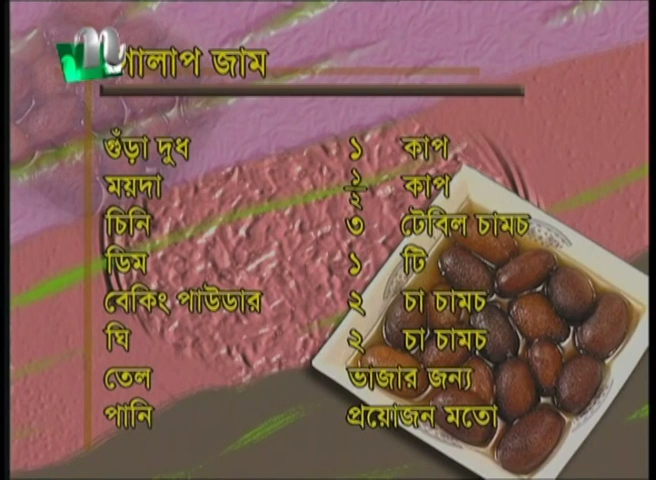 গোলাপ জাম
গুঁড়া দুধ ১ কাপ
ময়দা ১/২ কাপ
চিনি ৩ টেবিল চামচ
ডিম ১ টি
বেকিং পাউডার ২ চা চামচ
ঘি ২ চা চামচ
তেল ভাজার জন্য
পানি প্রয়োজন মতো